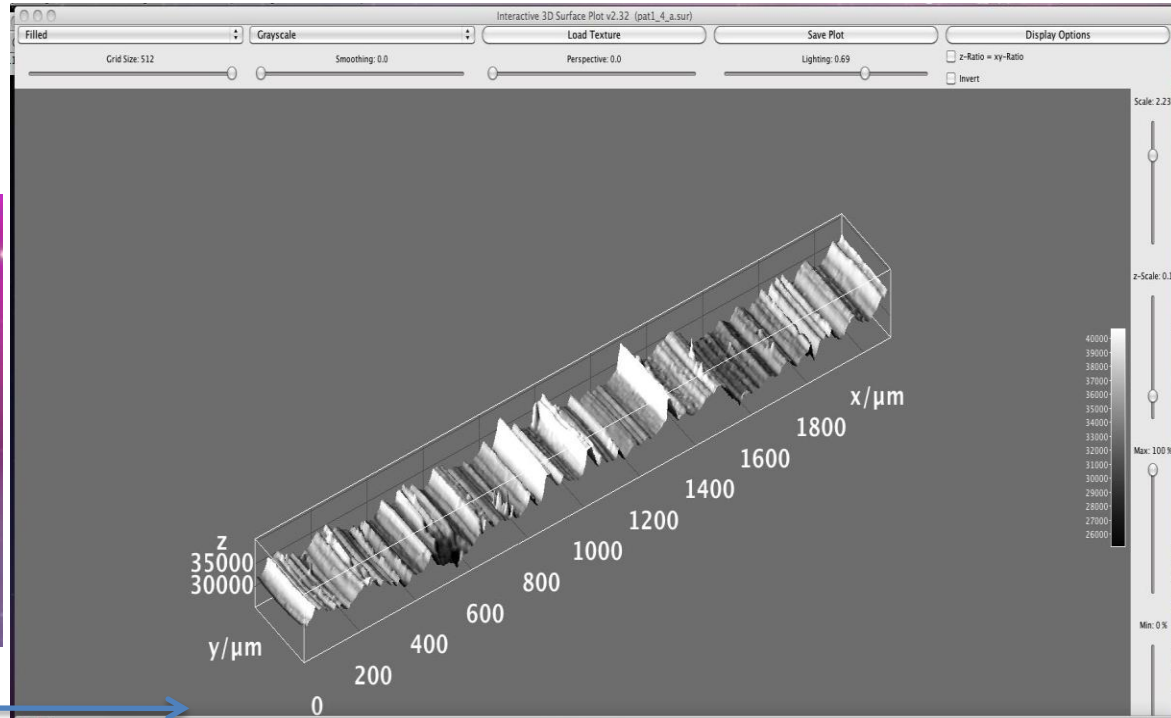 Interactive 3D Surface Plot v2.32 (pat1_4_a.sur)
Filled
Grayscale
Load Texture
Save Plot
Display Options
Grid Size: 512
Smoothing: 0.0
Perspective: 0.0
Lighting: 0.69
z-Ratio = xy-Ratio
Invert
Scale: 2.23
z-Scale: 0.1
Max: 100 %
Min: 0 %
40000
39000
38000
37000
36000
35000
34000
33000
32000
31000
30000
29000
28000
27000
26000
z
35000
30000
y/µm
x/µm
0
200
400
600
800
1000
1200
1400
1600
1800